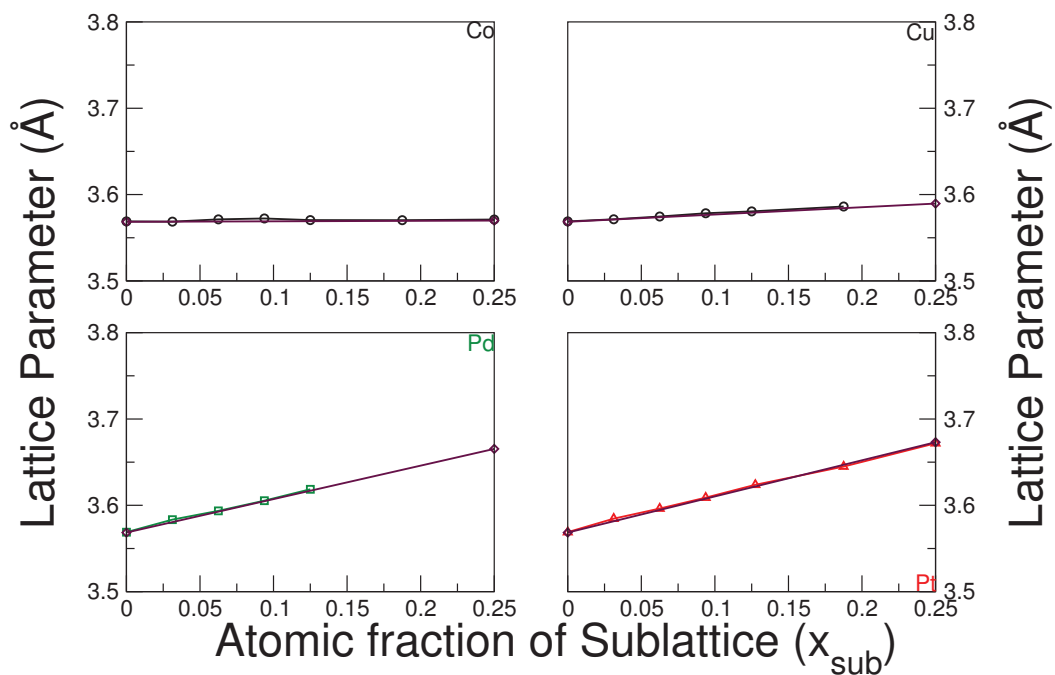 3.8 Co Cu 3.8
3.7 3.7
3.6 3.6
3.5 3.5
0 0.05 0.1 0.15 0.2 0.25 0 0.05 0.1 0.15 0.2 0.25
3.8 Pd 3.8
3.7 3.7
3.6 3.6
3.5 Pt 3.5
0 0.05 0.1 0.15 0.2 0.25 0 0.05 0.1 0.15 0.2 0.25
Lattice Parameter (Å)
Lattice Parameter (Å)
Atomic fraction of Sublattice (x_sub)